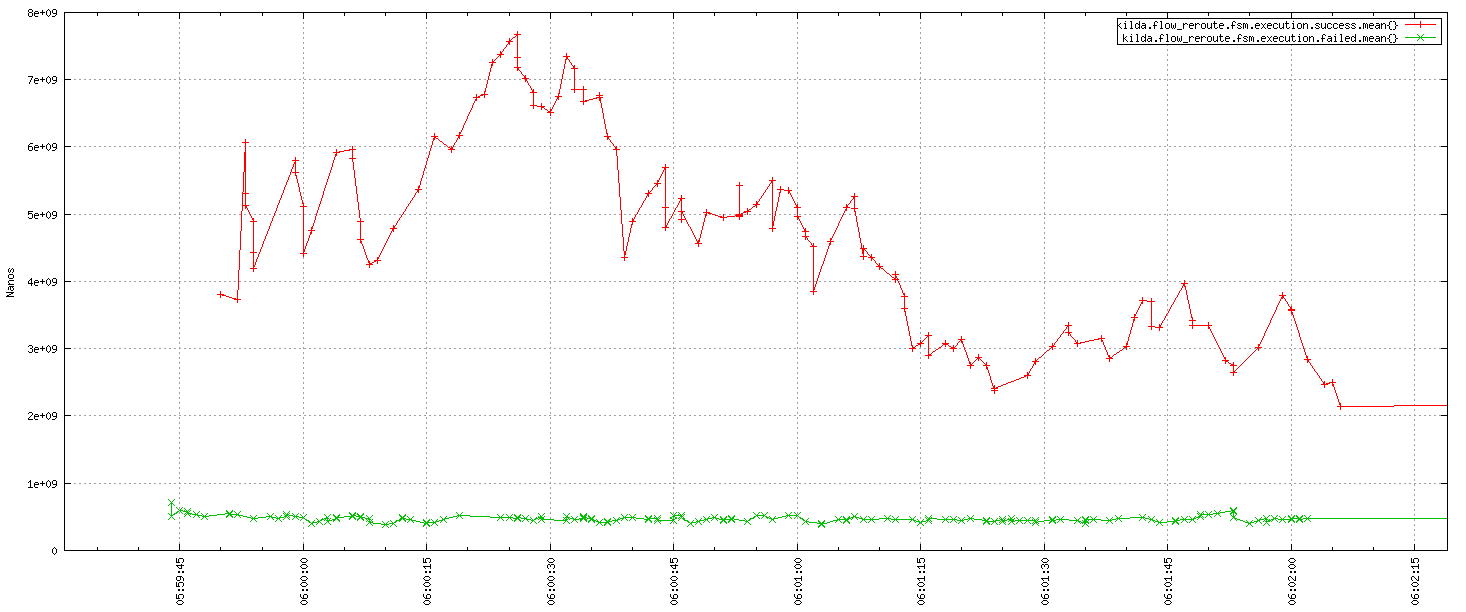 8e+09
kilda.flow_reroute.fsm.execution.success.mean{}
kilda.flow_reroute.fsm.execution.failed.mean{}
7e+09
6e+09
5e+09
4e+09
Nanos
3e+09
2e+09
1e+09
0
05:59:45
06:00:00
06:00:15
06:00:30
06:00:45
06:01:00
06:01:15
06:01:30
06:01:45
06:02:00
06:02:15